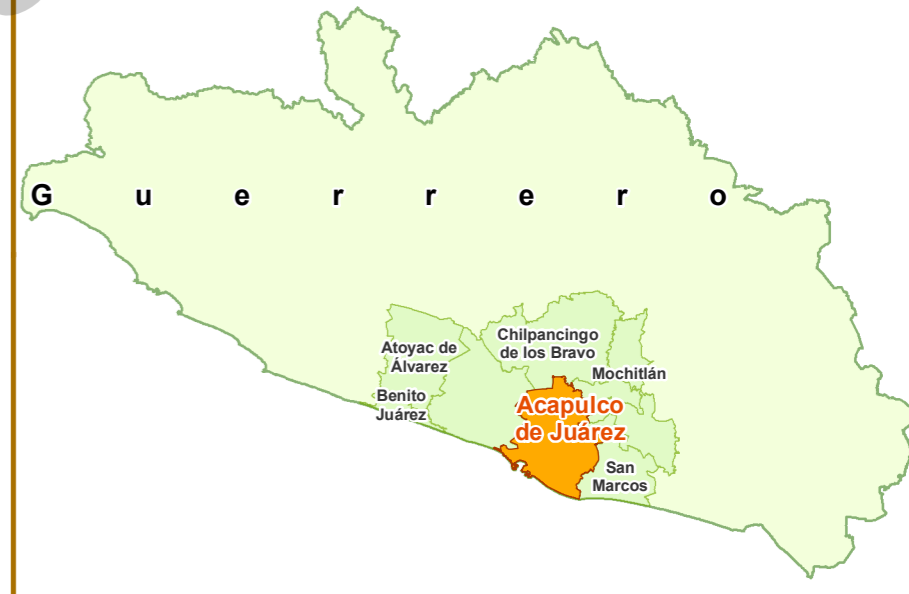 G u e r r e r o
Chilpancingo
de los Bravo
Atoyac de
Álvarez
Mochitlán
Benito
Juárez
Acapulco
de Juárez
San
Marcos